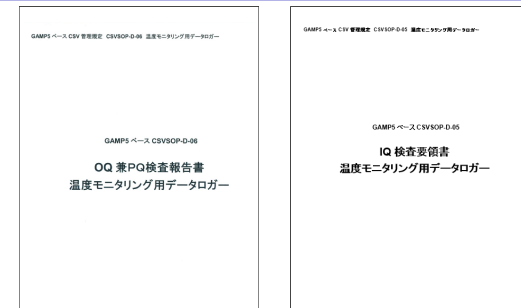 GAMP5 ベース CSV 管理規定 CSVSOP-D-06 温度モニタリング用データロガー
GAMP5 ベース CSVSOP-D-06
OQ 兼PQ検査報告書
温度モニタリング用データロガー
GAMP5 ベース CSV 管理規定 CSVSOP-D-05 温度モニタリング用データロガー
GAMP5 ベース CSVSOP-D-05
IQ 検査要領書
温度モニタリング用データロガー